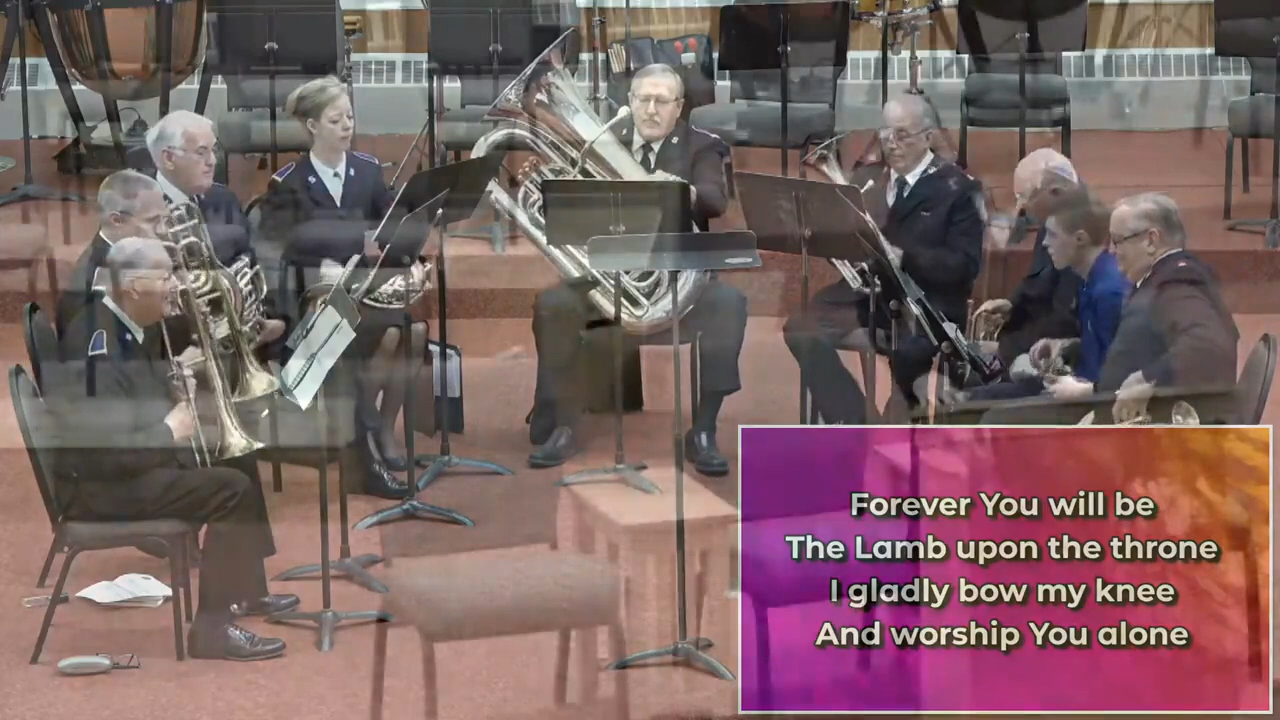 Forever You will be
The Lamb upon the throne
I gladly bow my knee
And worship You alone